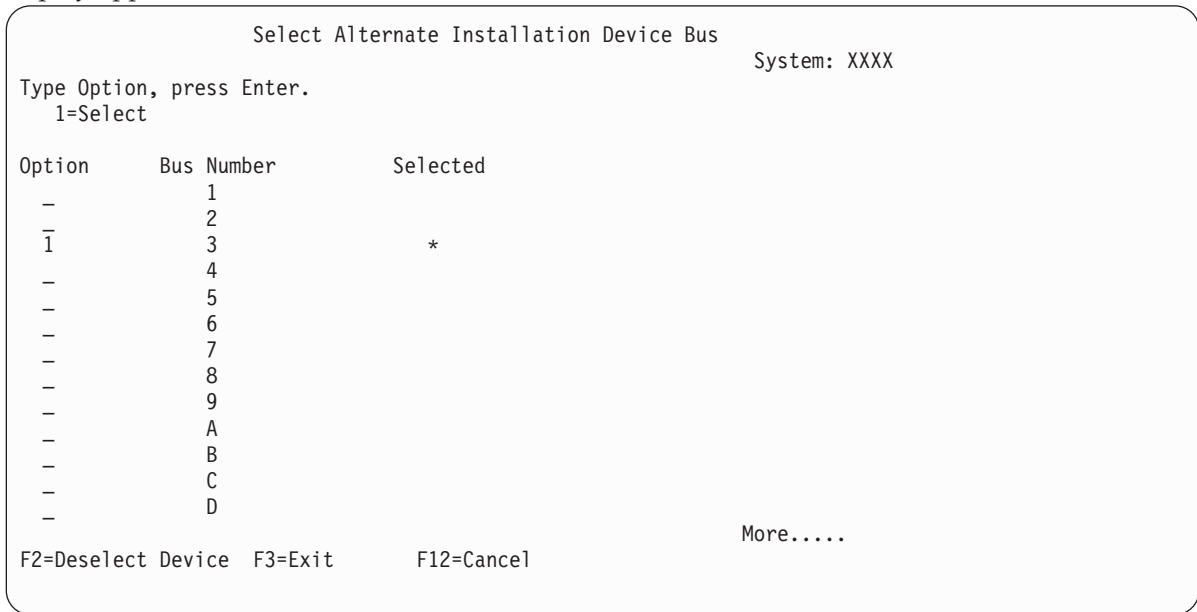 Select Alternate Installation Device Bus
System: XXXX
Type Option, press Enter.
1=Select
Option Bus Number Selected
_ 1
_ 2
1 3 *
_ 4
_ 5
_ 6
_ 7
_ 8
_ 9
_ A
_ B
_ C
_ D
More.....
F2=Deselect Device F3=Exit F12=Cancel